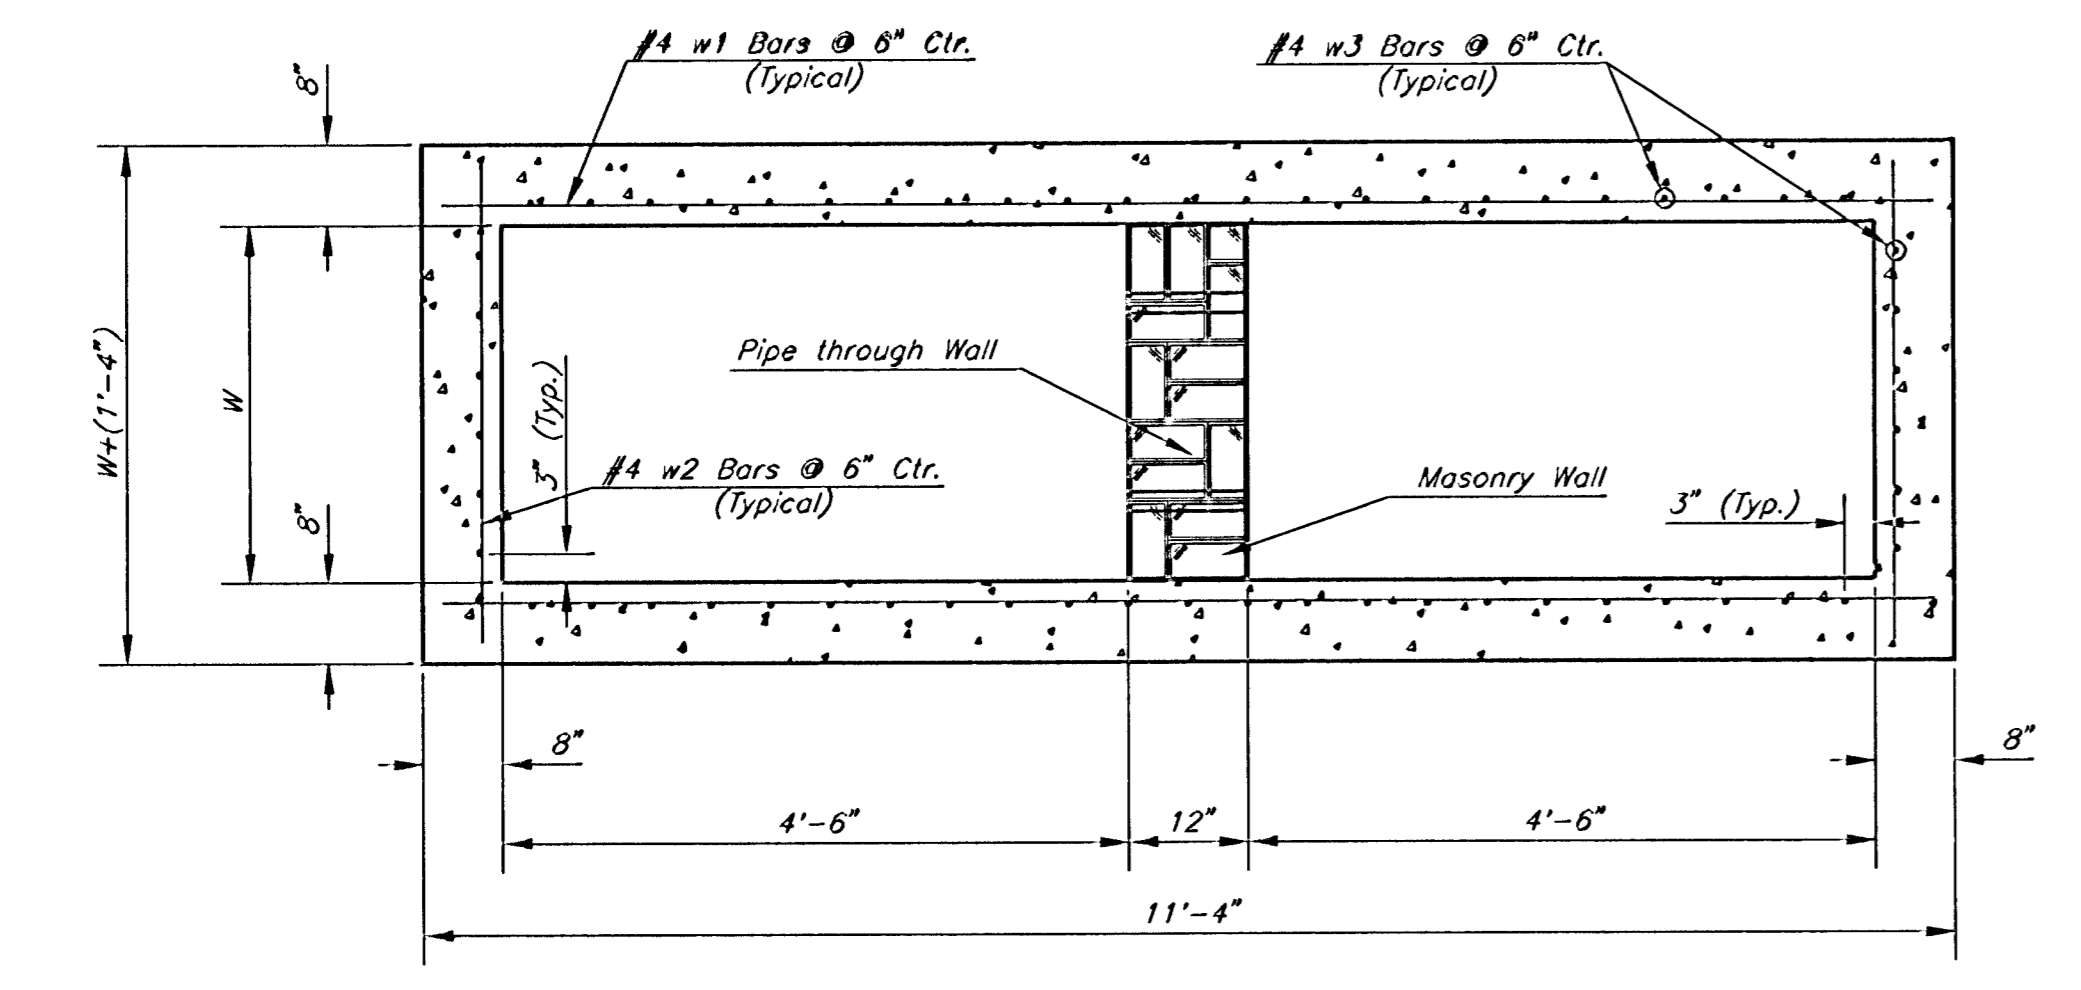 #4 w1 Bars @ 6" Ctr.
(Typical)
#4 w3 Bars @ 6" Ctr.
(Typical)
8"
W+(1'-4")
W
Pipe through Wall
3" (Typ.)
#4 w2 Bars @ 6" Ctr.
(Typical)
Masonry Wall
3" (Typ.)
8"
8"
8"
4'-6"
12"
4'-6"
11'-4"